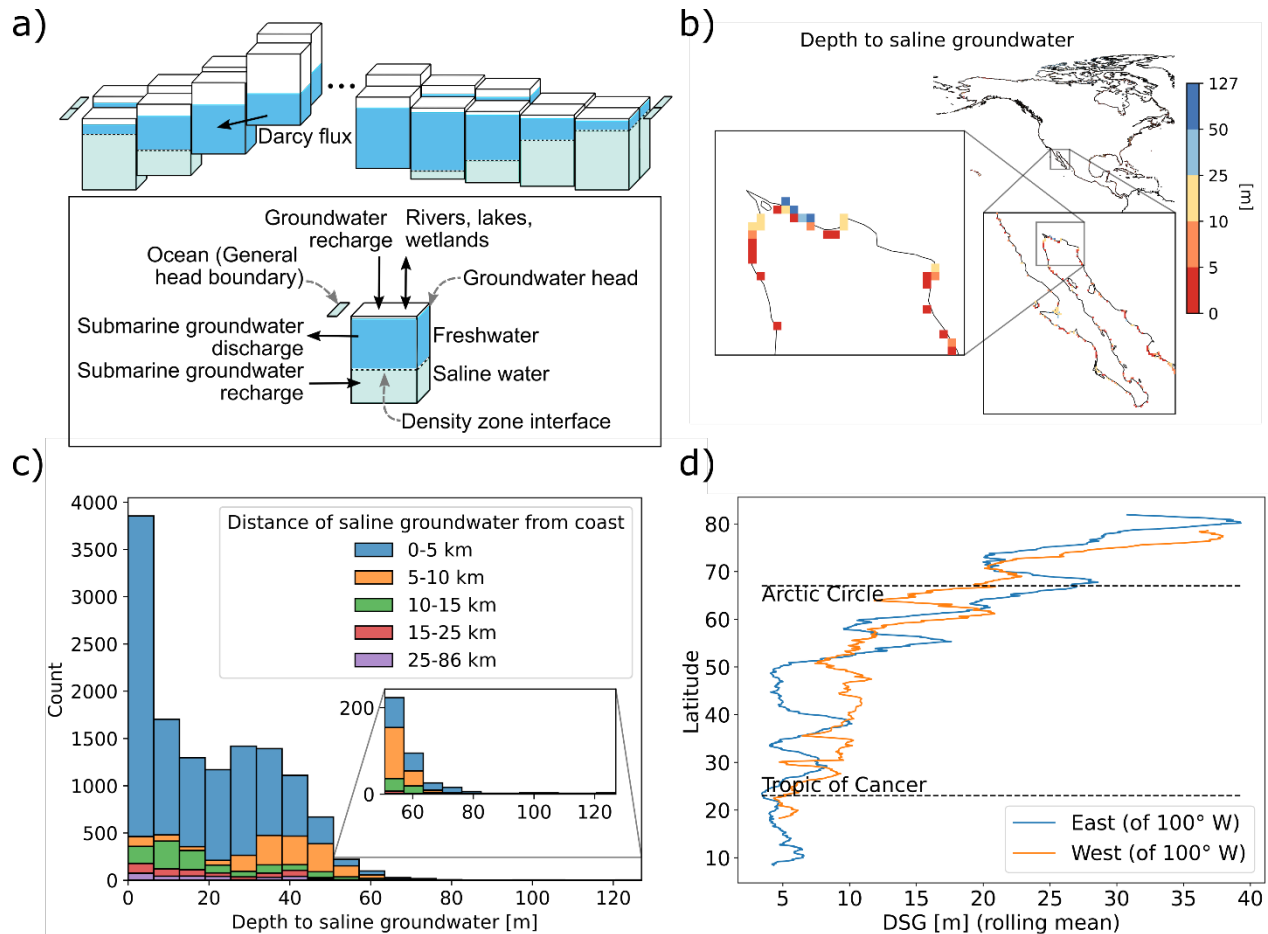 a)
Darcy flux
Groundwater
recharge
Rivers, lakes,
wetlands
Ocean (General
head boundary)
Groundwater head
Submarine groundwater
discharge
Freshwater
Submarine groundwater
recharge
Saline water
Density zone interface
b)
Depth to saline groundwater
127
50
25
10
5
0
[m]
c)
4000
3500
3000
2500
2000
1500
1000
500
0
Count
Distance of saline groundwater from coast
0-5 km
5-10 km
10-15 km
15-25 km
25-86 km
200
0
60
80
100
120
0
20
40
60
80
100
120
Depth to saline groundwater [m]
d)
80
70
60
50
40
30
20
10
Latitude
Arctic Circle
Tropic of Cancer
East (of 100° W)
West (of 100° W)
5
10
15
20
25
30
35
40
DSG [m] (rolling mean)